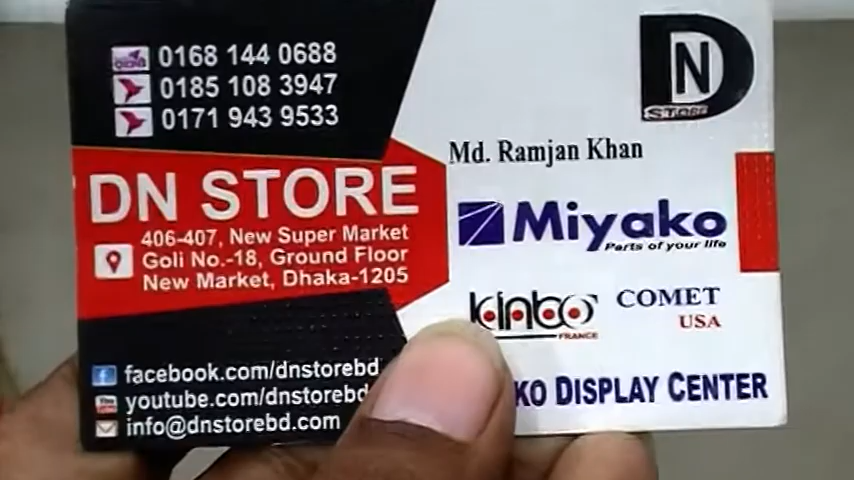 0168 144 0688
0185 108 3947
0171 943 9533
DN STORE
406-407, New Super Market
Goli No.-18, Ground Floor
New Market, Dhaka-1205
facebook.com/dnstorebd
youtube.com/dnstorebd
info@dnstorebd.com
DN
STORE
Md. Ramjan Khan
Miyako
Parts of your life
kinbo
FRANCE
COMET
USA
KO DISPLAY CENTER